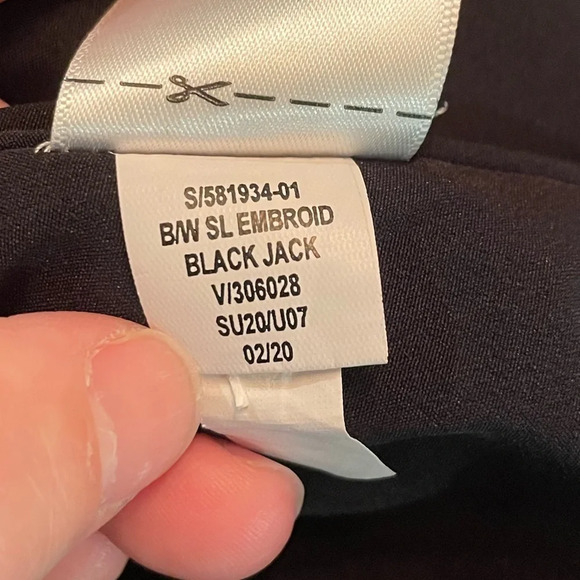 S/581934-01
B/W SL EMBROID
BLACK JACK
V/306028
SU20/U07
02/20